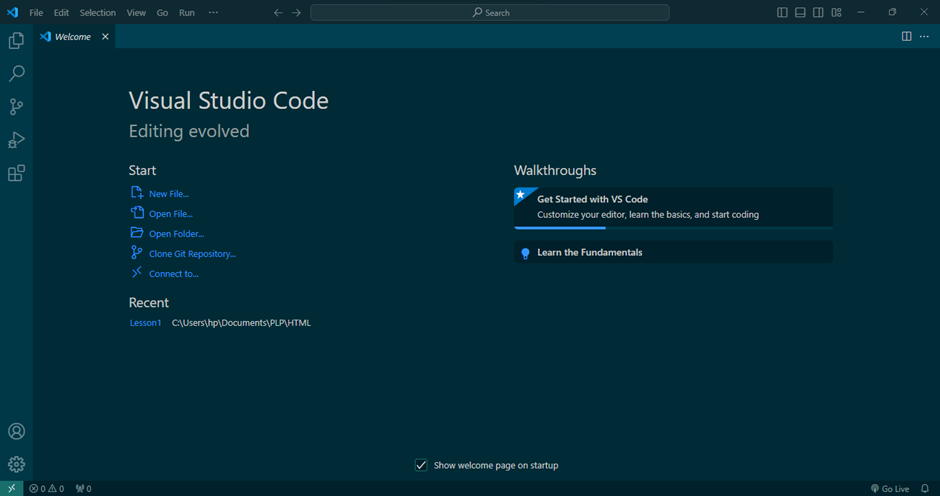 File Edit Selection View Go Run ...
Search
Welcome
Visual Studio Code
Editing evolved
Start
New File...
Open File...
Open Folder...
Clone Git Repository...
Connect to...
Recent
Lesson1 C:\Users\hp\Documents\PLP\HTML
Walkthroughs
Get Started with VS Code
Customize your editor, learn the basics, and start coding
Learn the Fundamentals
Show welcome page on startup
0 0 0 Go Live